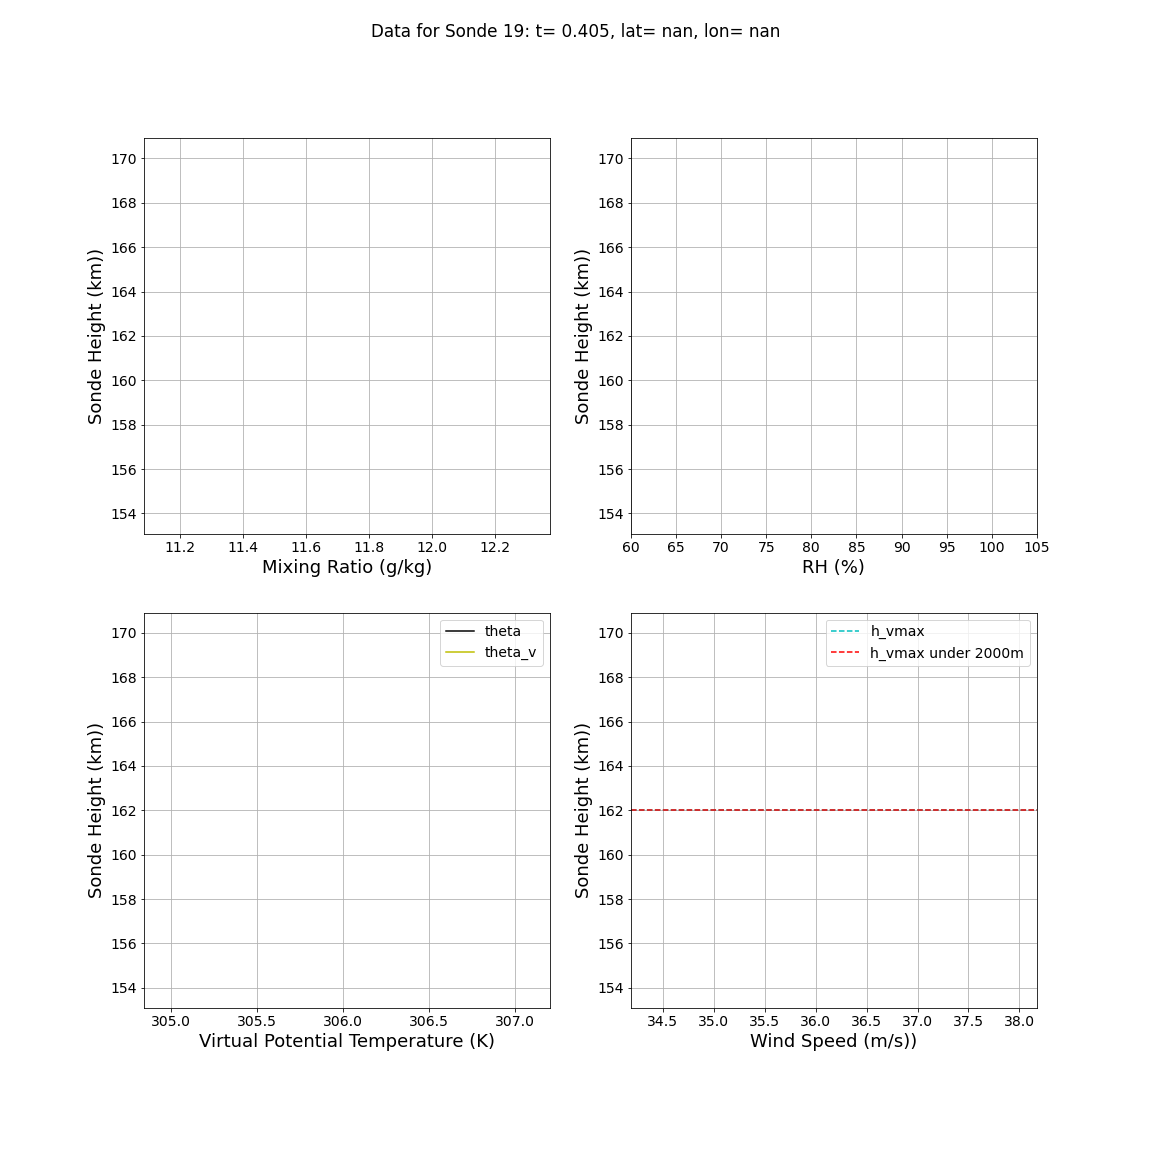 Data for Sonde 19: t= 0.405, lat= nan, lon= nan
170
168
166
164
162
160
158
156
154
Sonde Height (km))
11.2 11.4 11.6 11.8 12.0 12.2
Mixing Ratio (g/kg)
170
168
166
164
162
160
158
156
154
Sonde Height (km))
60 65 70 75 80 85 90 95 100 105
RH (%)
170
168
166
164
162
160
158
156
154
Sonde Height (km))
theta
theta_v
305.0 305.5 306.0 306.5 307.0
Virtual Potential Temperature (K)
170
168
166
164
162
160
158
156
154
Sonde Height (km))
h_vmax
h_vmax under 2000m
34.5 35.0 35.5 36.0 36.5 37.0 37.5 38.0
Wind Speed (m/s))